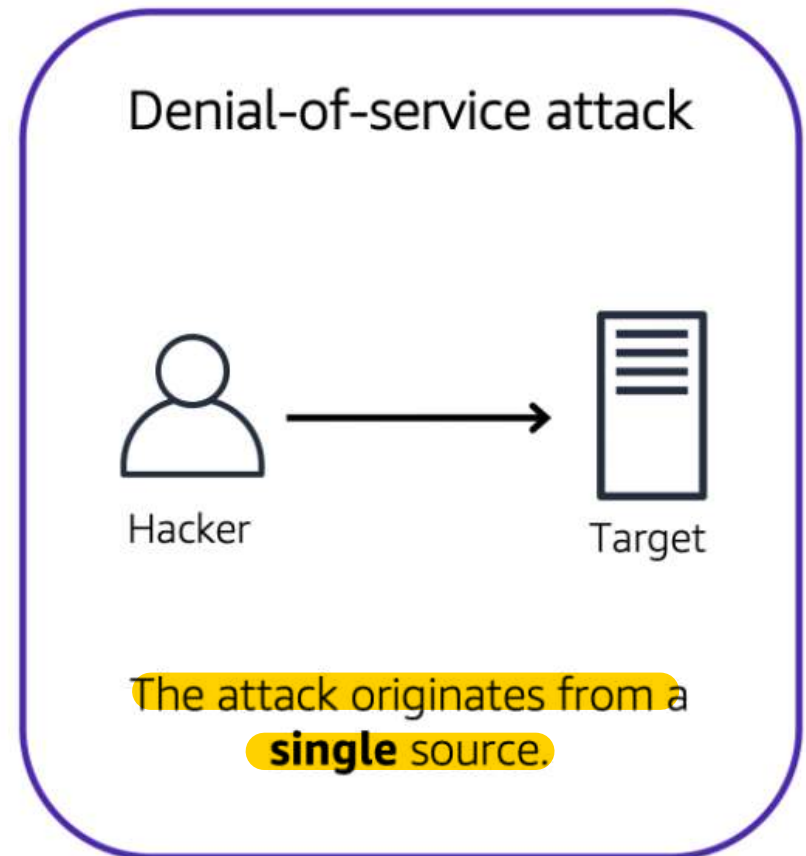 Denial-of-service attack
Hacker
Target
The attack originates from a
single source.